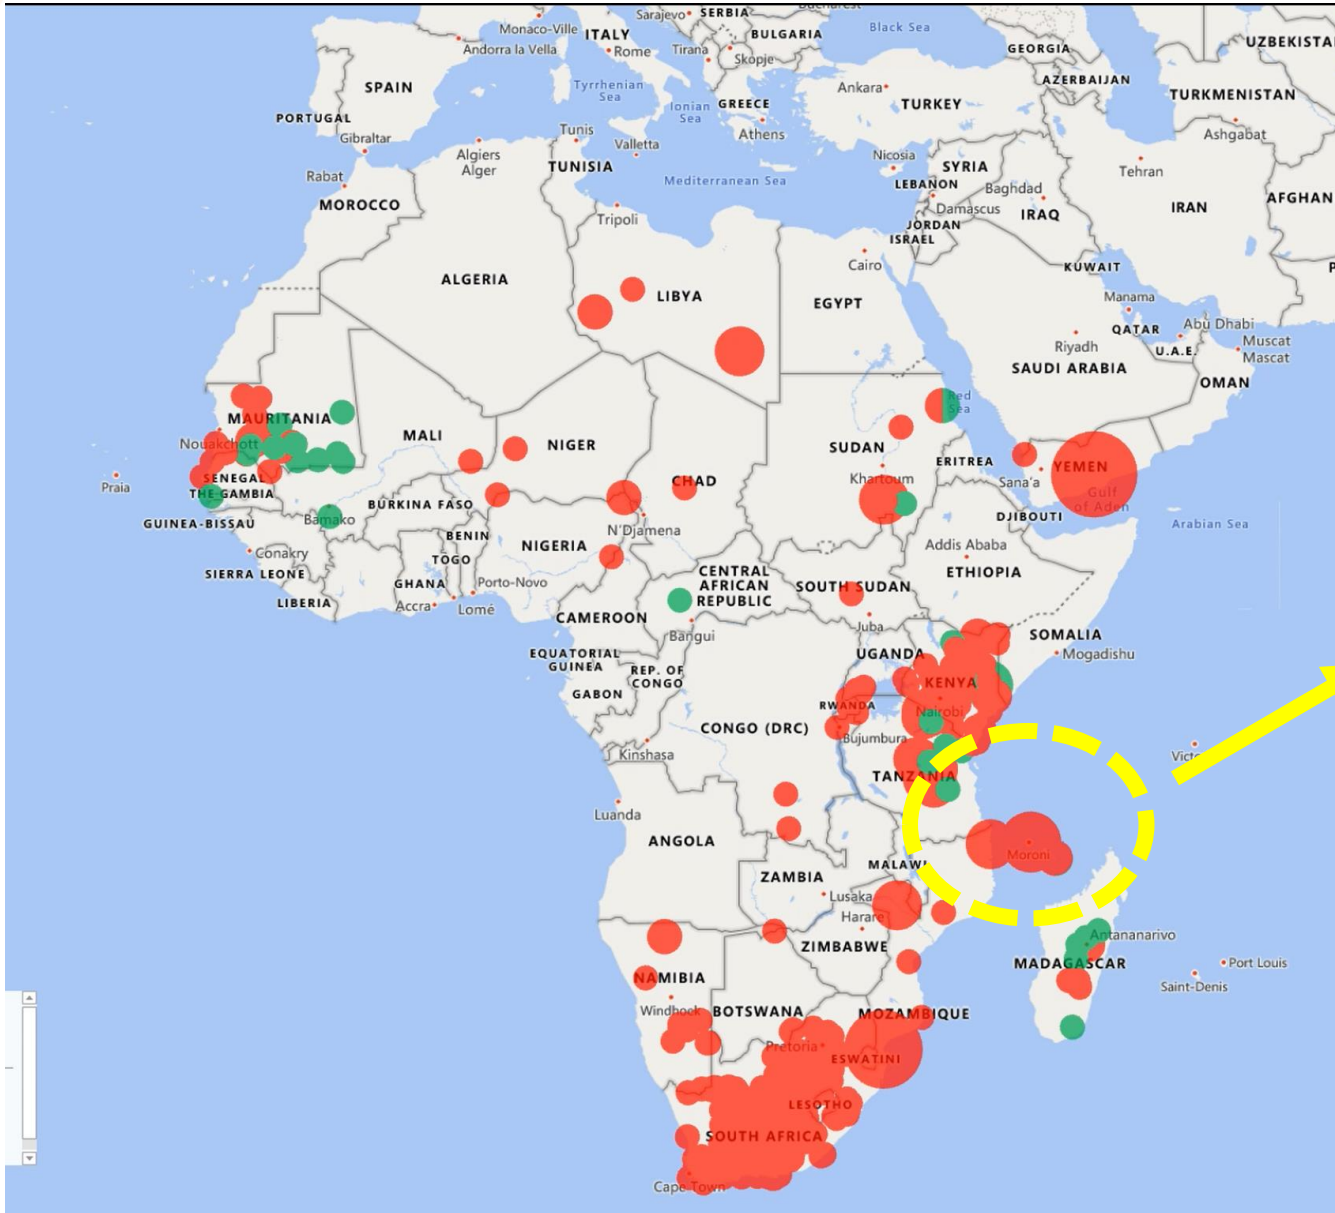 Bucharest
Sarajevo
SERBIA
Monaco-Ville
ITALY
BULGARIA
Black Sea
GEORGIA
Andorra la Vella
Rome
Tirana
Skopje
AZERBAIJAN
SPAIN
Tyrrhenian
Sea
Ionian
Sea
GREECE
Ankara
TURKEY
TURKMENISTAN
PORTUGAL
Gibraltar
Tunis
Valletta
Athens
Ashgabat
Algiers
Alger
TUNISIA
Nicosia
SYRIA
Tehran
Rabat
Mediterranean Sea
LEBANON
Baghdad
AFGHAN
MOROCCO
Damascus
IRAQ
IRAN
Tripoli
JORDAN
ISRAEL
Cairo
KUWAIT
ALGERIA
LIBYA
EGYPT
Manama
QATAR
Abu Dhabi
Riyadh
U.A.E.
Muscat
Mascat
SAUDI ARABIA
OMAN
Red
Sea
MAURITANIA
Nouakchott
MALI
NIGER
SUDAN
ERITREA
YEMEN
Praia
SENEGAL
THE GAMBIA
CHAD
Khartoum
Sana'a
Gulf
of Aden
GUINEA-BISSAU
Bamako
BURKINA FASO
DJIBOUTI
Arabian Sea
BENIN
N'Djamena
Conakry
TOGO
NIGERIA
Addis Ababa
SIERRA LEONE
GHANA
Porto-Novo
CENTRAL
AFRICAN
REPUBLIC
SOUTH SUDAN
ETHIOPIA
LIBERIA
Accra
Lomé
CAMEROON
Juba
Bangui
SOMALIA
EQUATORIAL
GUINEA
REP. OF
CONGO
UGANDA
Mogadishu
GABON
KENYA
RWANDA
Nairobi
CONGO (DRC)
Bujumbura
Kinshasa
TANZANIA
Luanda
ANGOLA
Moroni
MALAWI
ZAMBIA
Lusaka
Harare
ZIMBABWE
Antananarivo
NAMIBIA
MADAGASCAR
Port Louis
Saint-Denis
Windhoek
BOTSWANA
MOZAMBIQUE
Pretoria
ESWATINI
LESOTHO
SOUTH AFRICA
Cape Town